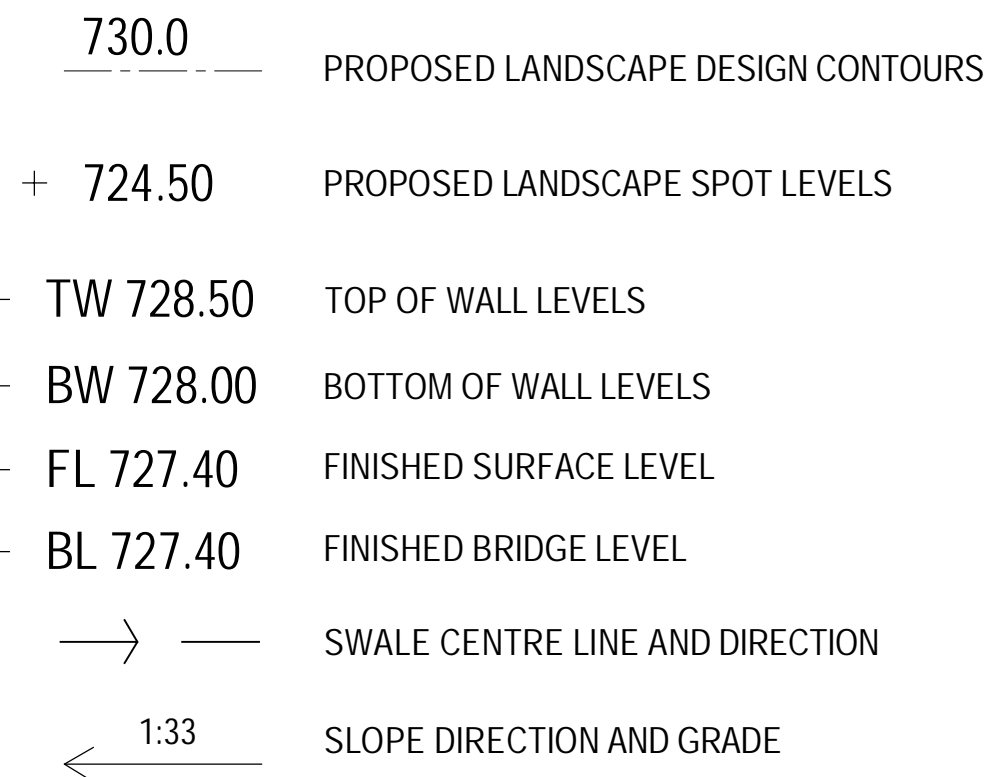 730.0 PROPOSED LANDSCAPE DESIGN CONTOURS
+ 724.50 PROPOSED LANDSCAPE SPOT LEVELS
TW 728.50 TOP OF WALL LEVELS
BW 728.00 BOTTOM OF WALL LEVELS
FL 727.40 FINISHED SURFACE LEVEL
BL 727.40 FINISHED BRIDGE LEVEL
SWALE CENTRE LINE AND DIRECTION
1:33 SLOPE DIRECTION AND GRADE